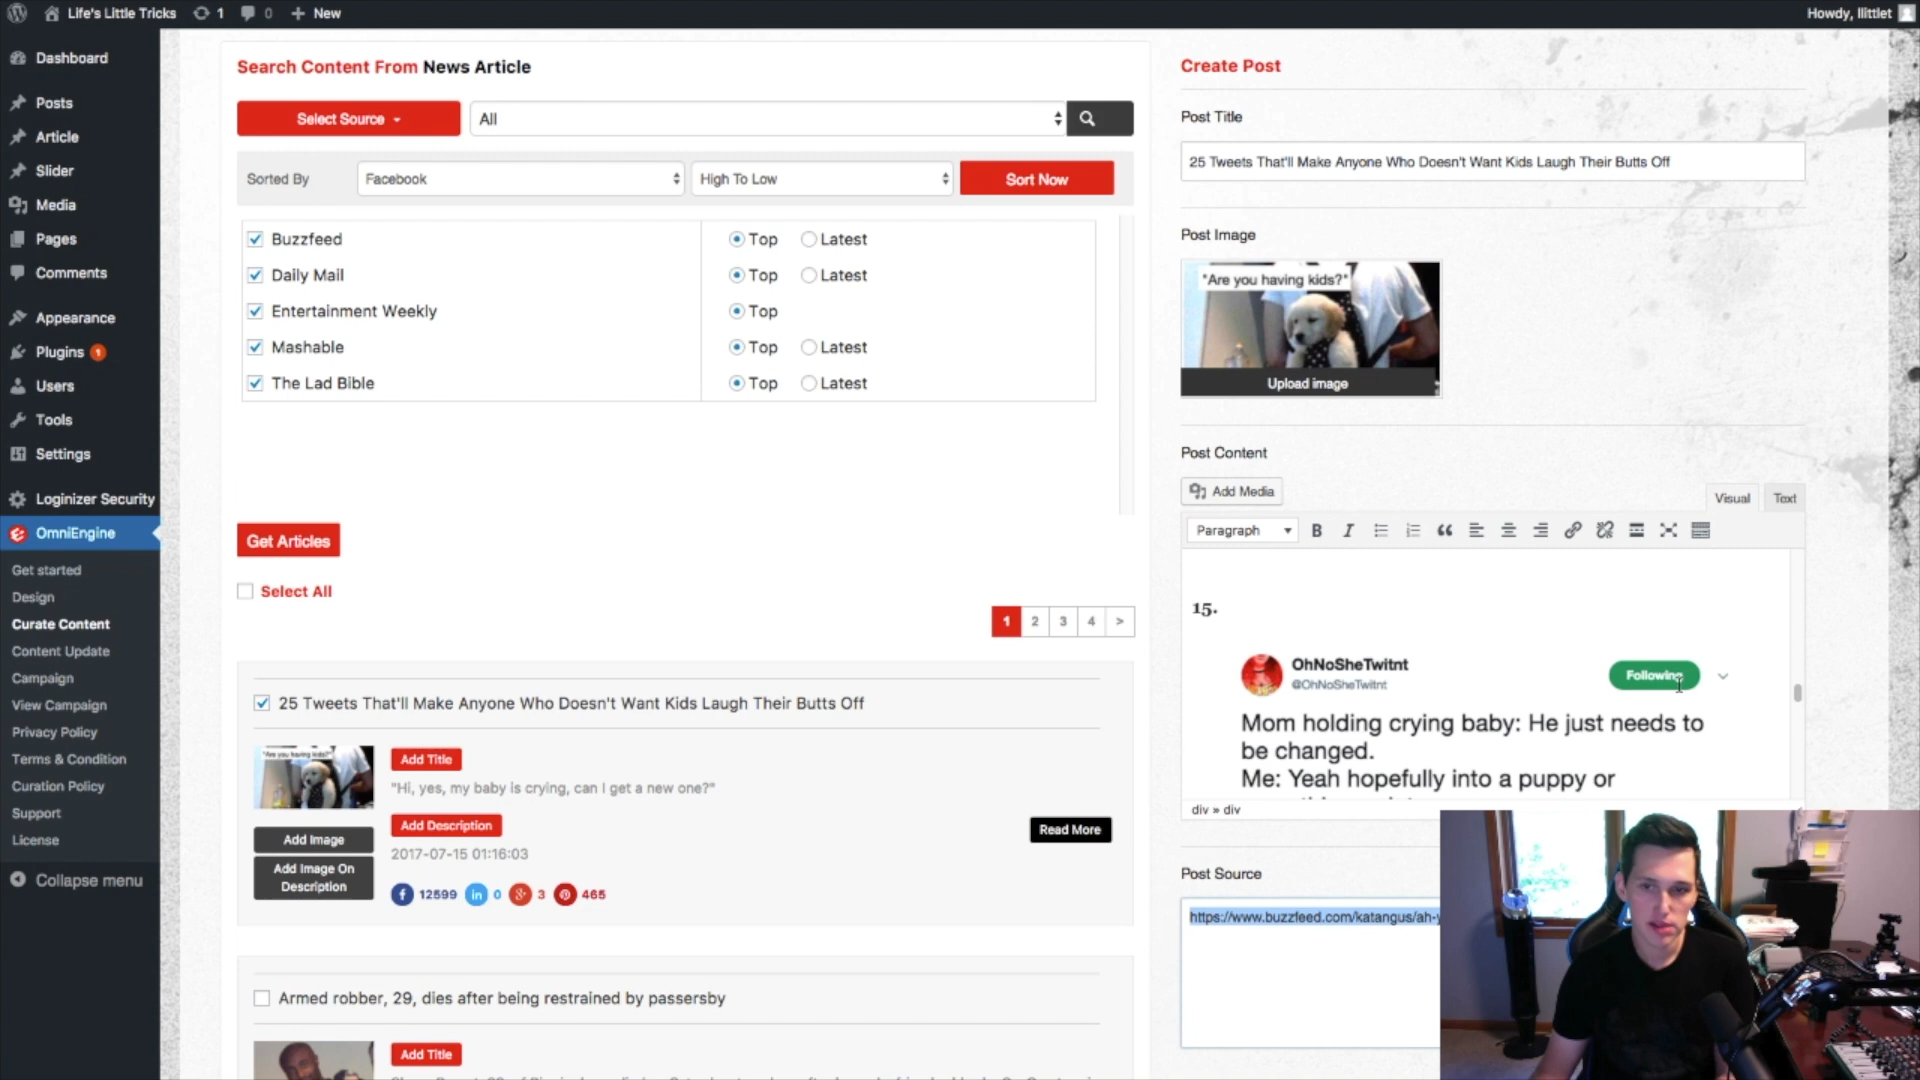 Life's Little Tricks
1
0
New
Howdy, llittlet
Dashboard
Posts
Article
Slider
Media
Pages
Comments
Appearance
Plugins 1
Users
Tools
Settings
Loginizer Security
OmniEngine
Get started
Design
Curate Content
Content Update
Campaign
View Campaign
Privacy Policy
Terms & Condition
Curation Policy
Support
License
Collapse menu
Search Content From News Article
Select Source
All
Sorted By
Facebook
High To Low
Sort Now
Buzzfeed
Top
Latest
Daily Mail
Top
Latest
Entertainment Weekly
Top
Mashable
Top
Latest
The Lad Bible
Top
Latest
Get Articles
Select All
1 2 3 4 >
25 Tweets That'll Make Anyone Who Doesn't Want Kids Laugh Their Butts Off
"Are you having kids?"
Add Title
"Hi, yes, my baby is crying, can I get a new one?"
Add Description
2017-07-15 01:16:03
Read More
Add Image
Add Image On
Description
12599
0
3
465
Armed robber, 29, dies after being restrained by passersby
Add Title
Create Post
Post Title
25 Tweets That'll Make Anyone Who Doesn't Want Kids Laugh Their Butts Off
Post Image
"Are you having kids?"
Upload image
Post Content
Add Media
Visual
Text
Paragraph
B
I
15.
OhNoSheTwitnt
@OhNoSheTwitnt
Following
Mom holding crying baby: He just needs to
be changed.
Me: Yeah hopefully into a puppy or
div » div
Post Source
https://www.buzzfeed.com/katangus/ah-y